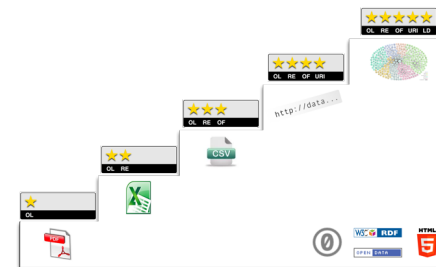 OL RE OF URI LD
OL RE OF URI
http://data...
OL RE OF
CSV
OL RE
X
OL
PDF
0
W3C RDF
HTML
5
OPEN DATA